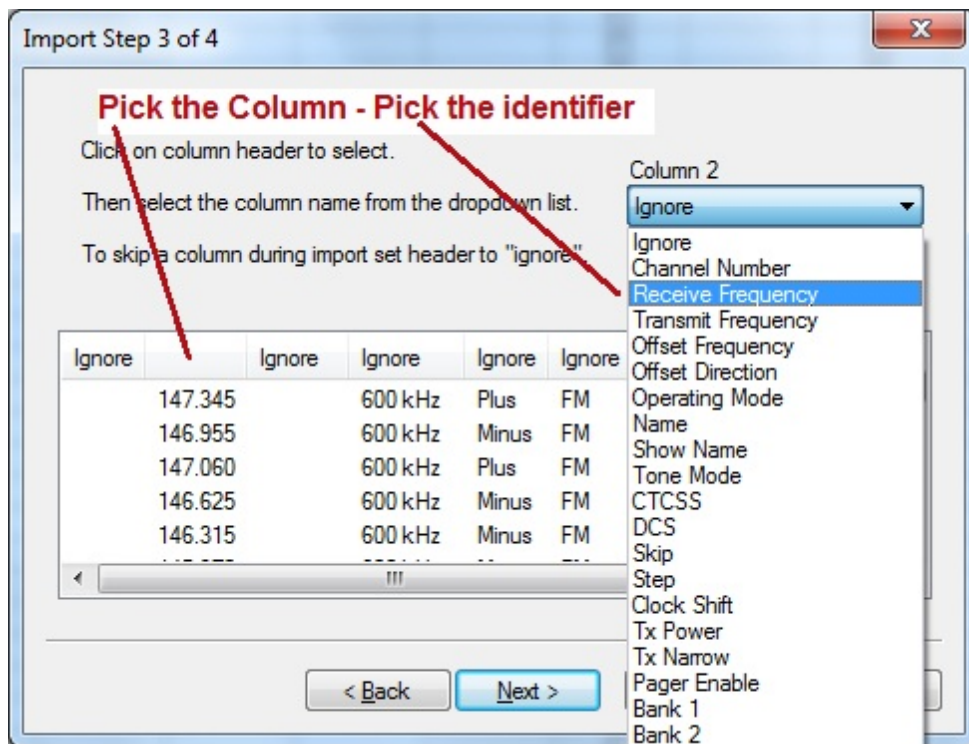 Import Step 3 of 4
Pick the Column - Pick the identifier
Click on column header to select.
Then select the column name from the dropdown list.
To skip a column during import set header to "ignore".
Column 2
Ignore
Ignore
Channel Number
Receive Frequency
Transmit Frequency
Offset Frequency
Offset Direction
Operating Mode
Name
Show Name
Tone Mode
CTCSS
DCS
Skip
Step
Clock Shift
Tx Power
Tx Narrow
Pager Enable
Bank 1
Bank 2
Ignore Ignore Ignore Ignore Ignore
147.345 600 kHz Plus FM
146.955 600 kHz Minus FM
147.060 600 kHz Plus FM
146.625 600 kHz Minus FM
146.315 600 kHz Minus FM
< Back Next >